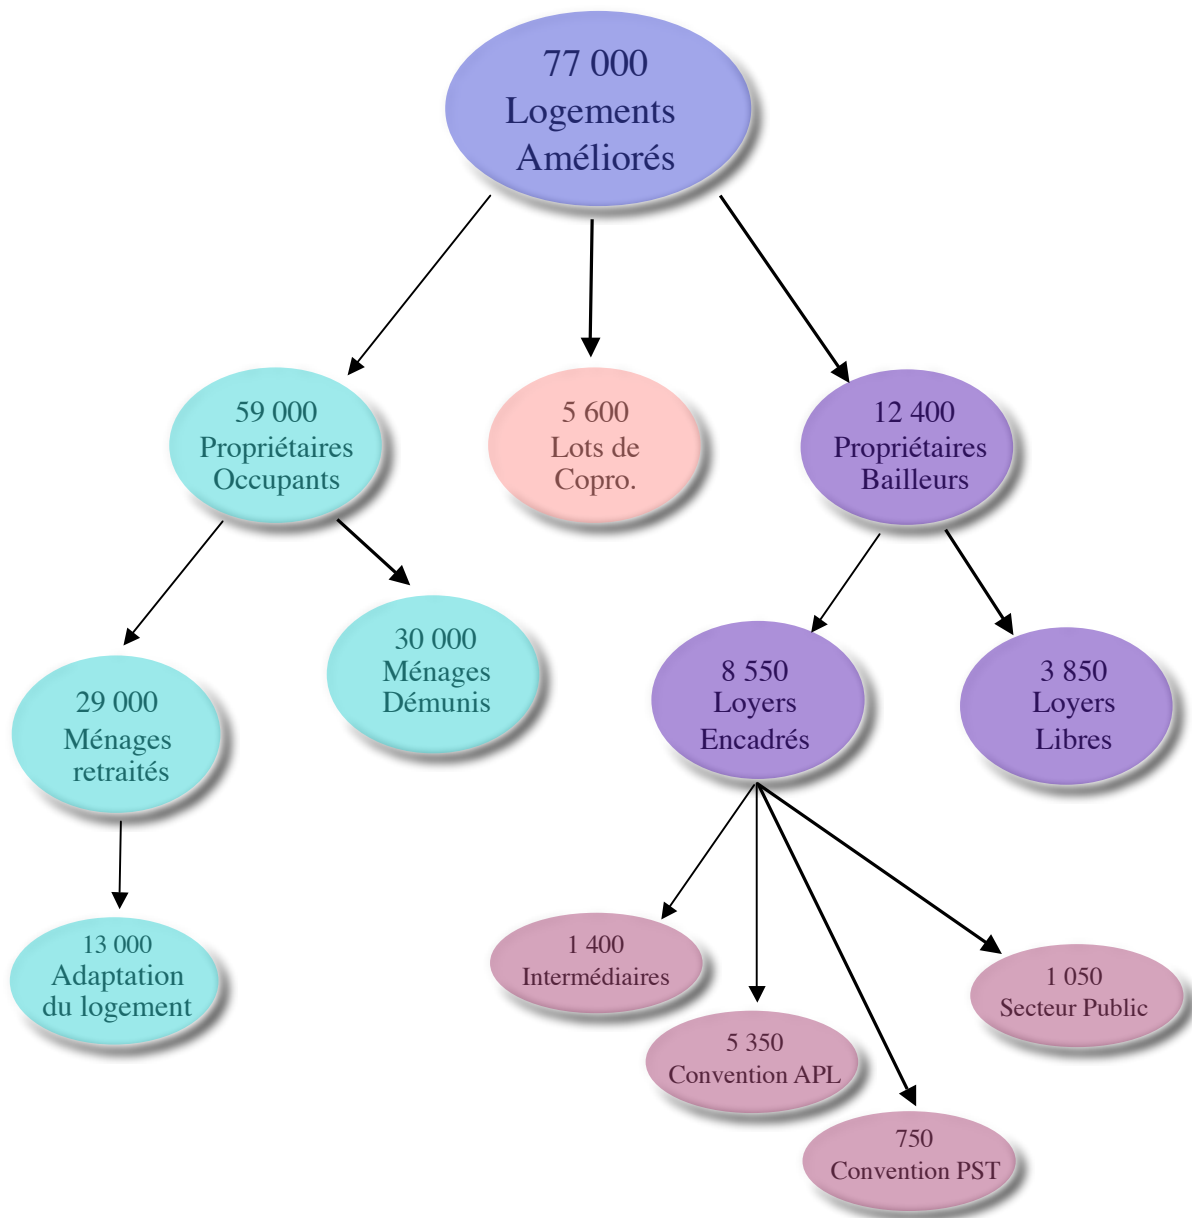 77 000
Logements
Améliorés
59 000
Propriétaires
Occupants
5 600
Lots de
Copro.
12 400
Propriétaires
Bailleurs
29 000
Ménages
retraités
30 000
Ménages
Démunis
8 550
Loyers
Encadrés
3 850
Loyers
Libres
13 000
Adaptation
du logement
1 400
Intermédiaires
5 350
Convention APL
750
Convention PST
1 050
Secteur Public